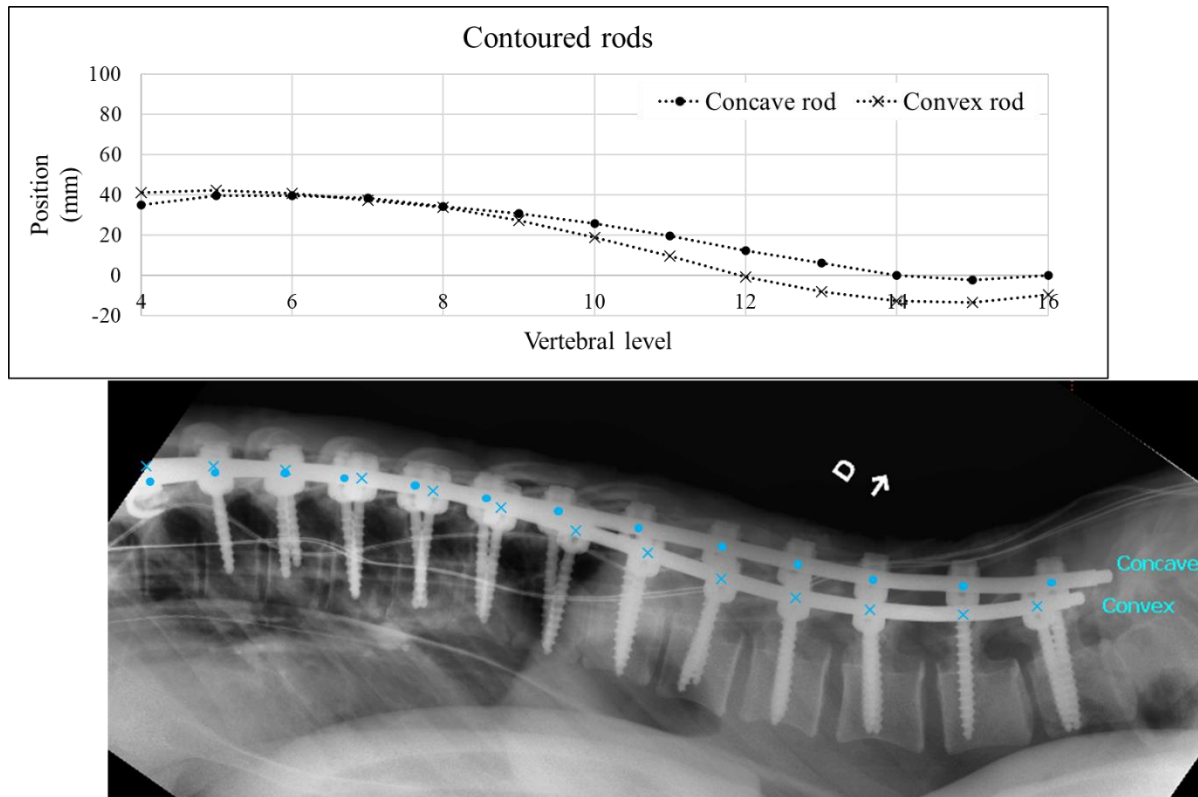 Contoured rods
100
80
60
40
20
0
-20
Position
(mm)
Concave rod
Convex rod
4 6 8 10 12 14 16
Vertebral level
D
Concave
Convex